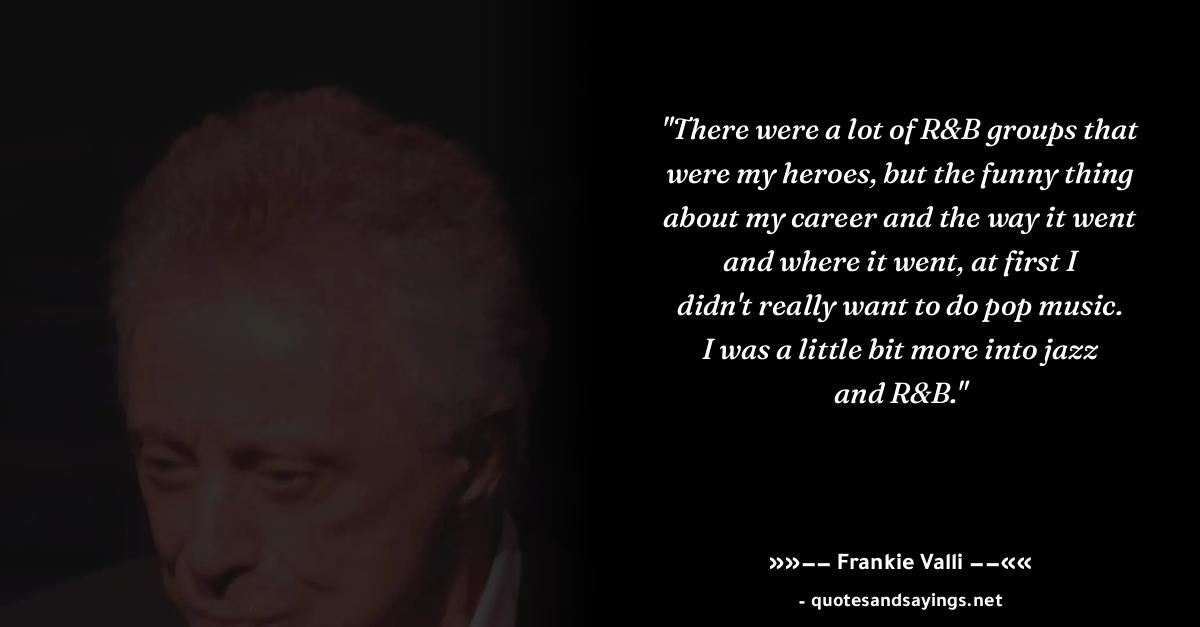 "There were a lot of R&B groups that
were my heroes, but the funny thing
about my career and the way it went
and where it went, at first I
didn't really want to do pop music.
I was a little bit more into jazz
and R&B."
»»−− Frankie Valli −−««
- quotesandsayings.net